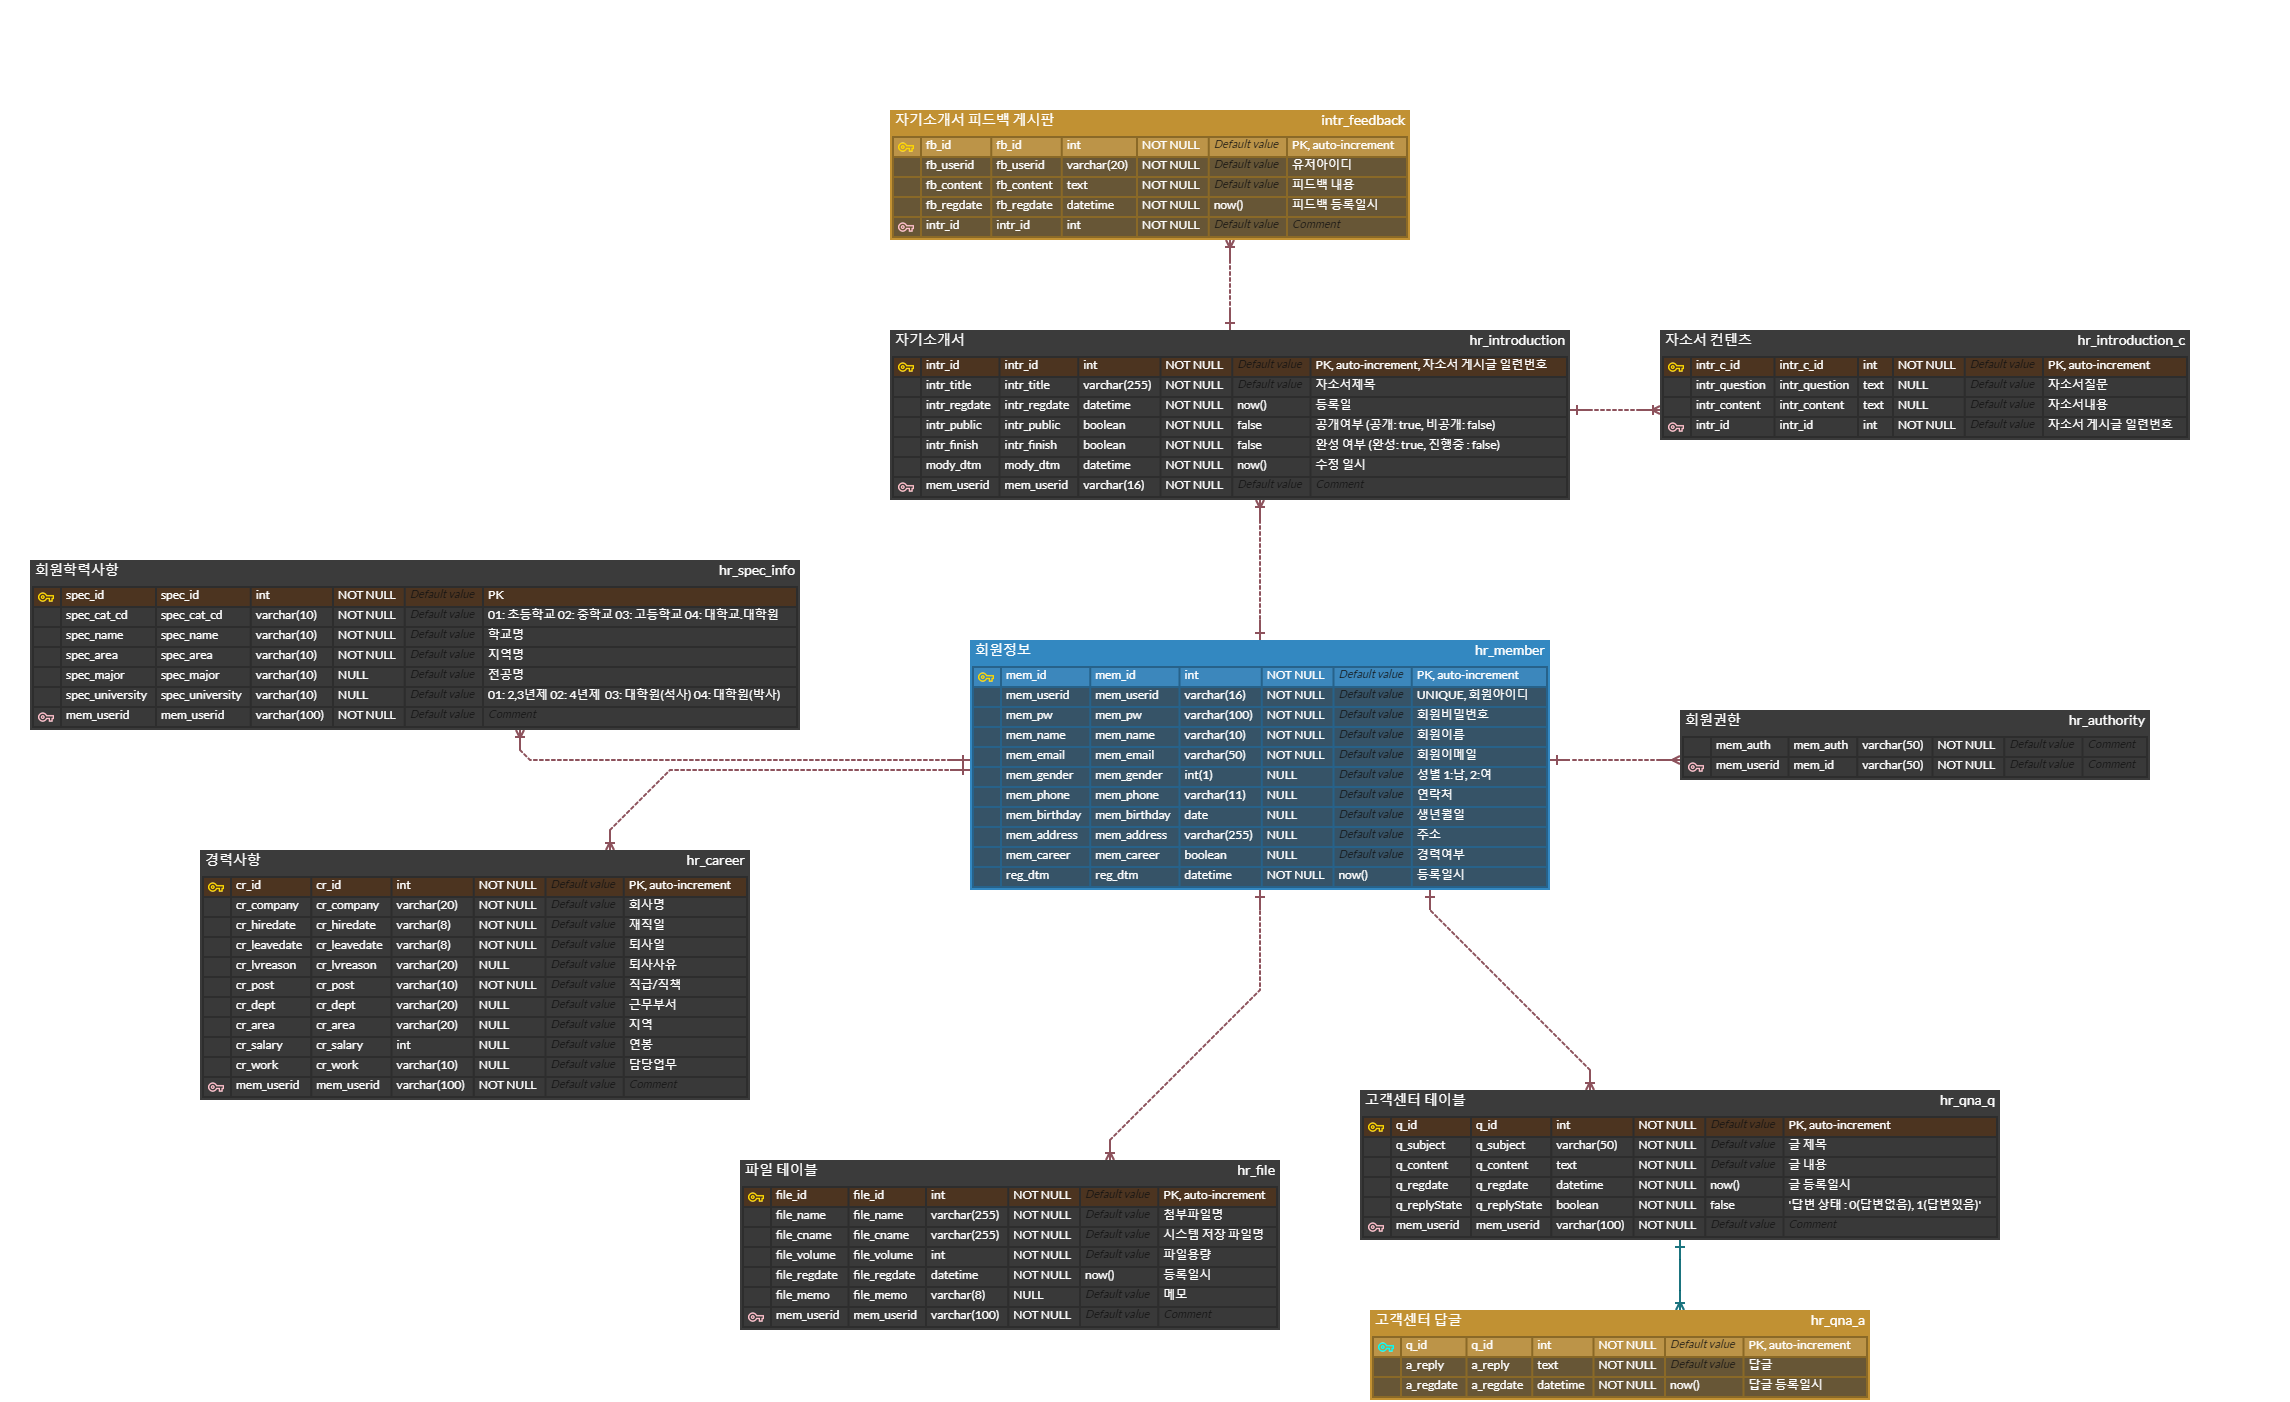 자기소개서 피드백 게시판 intr_feedback
fb_id fb_id int NOT NULL Default value PK, auto-increment
fb_userid fb_userid varchar(20) NOT NULL Default value 유저아이디
fb_content fb_content text NOT NULL Default value 피드백 내용
fb_regdate fb_regdate datetime NOT NULL now() 피드백 등록일시
intr_id intr_id int NOT NULL Default value Comment
자기소개서 hr_introduction
intr_id intr_id int NOT NULL Default value PK, auto-increment, 자소서 게시글 일련번호
intr_title intr_title varchar(255) NOT NULL Default value 자소서제목
intr_regdate intr_regdate datetime NOT NULL now() 등록일
intr_public intr_public boolean NOT NULL false 공개여부 (공개: true, 비공개: false)
intr_finish intr_finish boolean NOT NULL false 완성 여부 (완성: true, 진행중 : false)
mody_dtm mody_dtm datetime NOT NULL now() 수정 일시
mem_userid mem_userid varchar(16) NOT NULL Default value Comment
자소서 컨텐츠 hr_introduction_c
intr_c_id intr_c_id int NOT NULL Default value PK, auto-increment
intr_question intr_question text NULL Default value 자소서질문
intr_content intr_content text NULL Default value 자소서내용
intr_id intr_id int NOT NULL Default value 자소서 게시글 일련번호
회원학력사항 hr_spec_info
spec_id spec_id int NOT NULL Default value PK
spec_cat_cd spec_cat_cd varchar(10) NOT NULL Default value 01: 초등학교 02: 중학교 03: 고등학교 04: 대학교.대학원
spec_name spec_name varchar(10) NOT NULL Default value 학교명
spec_area spec_area varchar(10) NOT NULL Default value 지역명
spec_major spec_major varchar(10) NULL Default value 전공명
spec_university spec_university varchar(10) NULL Default value 01: 2,3년제 02: 4년제 03: 대학원(석사) 04: 대학원(박사)
mem_userid mem_userid varchar(100) NOT NULL Default value Comment
회원정보 hr_member
mem_id mem_id int NOT NULL Default value PK, auto-increment
mem_userid mem_userid varchar(16) NOT NULL Default value UNIQUE, 회원아이디
mem_pw mem_pw varchar(100) NOT NULL Default value 회원비밀번호
mem_name mem_name varchar(10) NOT NULL Default value 회원이름
mem_email mem_email varchar(50) NOT NULL Default value 회원이메일
mem_gender mem_gender int(1) NULL Default value 성별 1:남, 2:여
mem_phone mem_phone varchar(11) NULL Default value 연락처
mem_birthday mem_birthday date NULL Default value 생년월일
mem_address mem_address varchar(255) NULL Default value 주소
mem_career mem_career boolean NULL Default value 경력여부
reg_dtm reg_dtm datetime NOT NULL now() 등록일시
회원권한 hr_authority
mem_auth mem_auth varchar(50) NOT NULL Default value Comment
mem_userid mem_id varchar(50) NOT NULL Default value Comment
경력사항 hr_career
cr_id cr_id int NOT NULL Default value PK, auto-increment
cr_company cr_company varchar(20) NOT NULL Default value 회사명
cr_hiredate cr_hiredate varchar(8) NOT NULL Default value 재직일
cr_leavedate cr_leavedate varchar(8) NOT NULL Default value 퇴사일
cr_lvreason cr_lvreason varchar(20) NULL Default value 퇴사사유
cr_post cr_post varchar(10) NOT NULL Default value 직급/직책
cr_dept cr_dept varchar(20) NULL Default value 근무부서
cr_area cr_area varchar(20) NULL Default value 지역
cr_salary cr_salary int NULL Default value 연봉
cr_work cr_work varchar(10) NULL Default value 담당업무
mem_userid mem_userid varchar(100) NOT NULL Default value Comment
파일 테이블 hr_file
file_id file_id int NOT NULL Default value PK, auto-increment
file_name file_name varchar(255) NOT NULL Default value 첨부파일명
file_cname file_cname varchar(255) NOT NULL Default value 시스템 저장 파일명
file_volume file_volume int NOT NULL Default value 파일용량
file_regdate file_regdate datetime NOT NULL now() 등록일시
file_memo file_memo varchar(8) NULL Default value 메모
mem_userid mem_userid varchar(100) NOT NULL Default value Comment
고객센터 테이블 hr_qna_q
q_id q_id int NOT NULL Default value PK, auto-increment
q_subject q_subject varchar(50) NOT NULL Default value 글 제목
q_content q_content text NOT NULL Default value 글 내용
q_regdate q_regdate datetime NOT NULL now() 글 등록일시
q_replyState q_replyState boolean NOT NULL false '답변 상태 : 0(답변없음), 1(답변있음)'
mem_userid mem_userid varchar(100) NOT NULL Default value Comment
고객센터 답글 hr_qna_a
q_id q_id int NOT NULL Default value PK, auto-increment
a_reply a_reply text NOT NULL Default value 답글
a_regdate a_regdate datetime NOT NULL now() 답글 등록일시